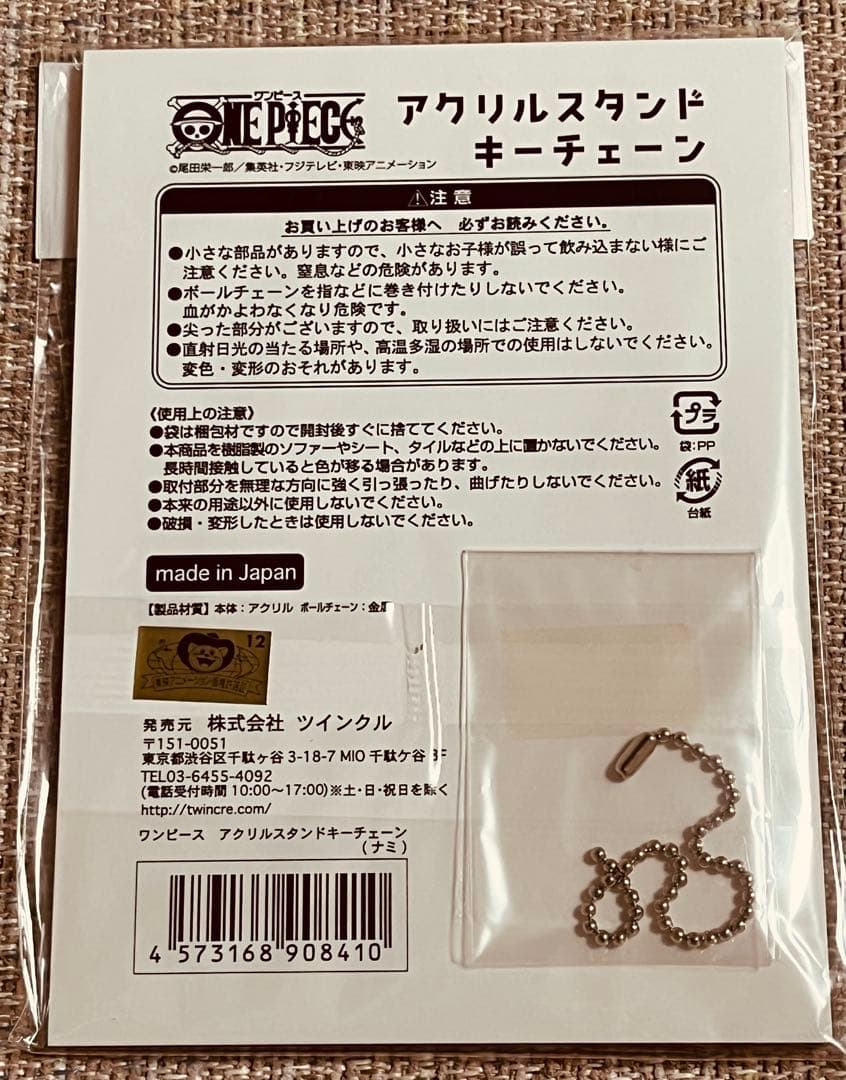 ワンピース
ONE PIECE
アクリルスタンド
キーチェーン
©尾田栄一郎／集英社・フジテレビ・東映アニメーション
⚠注意
お買い上げのお客様へ　必ずお読みください。
●小さな部品がありますので、小さなお子様が誤って飲み込まない様にご
注意ください。窒息などの危険があります。
●ボールチェーンを指などに巻き付けたりしないでください。
血がかよわなくなり危険です。
●尖った部分がございますので、取り扱いにはご注意ください。
●直射日光の当たる場所や、高温多湿の場所での使用はしないでください。
変色・変形のおそれがあります。
《使用上の注意》
●袋は梱包材ですので開封後すぐに捨ててください。
●本商品を樹脂製のソファーやシート、タイルなどの上に置かないでください。
長時間接触していると色が移る場合があります。
●取付部分を無理な方向に強く引っ張ったり、曲げたりしないでください。
●本来の用途以外に使用しないでください。
●破損・変形したときは使用しないでください。
プラ
袋:PP
紙
台紙
made in Japan
【製品材質】本体：アクリル ボールチェーン：金属
12
発売元　株式会社 ツインクル
〒151-0051
東京都渋谷区千駄ヶ谷 3-18-7 MIO 千駄ケ谷 3F
TEL03-6455-4092
(電話受付時間 10:00〜17:00)※土・日・祝日を除く
http://twincre.com/
ワンピース　アクリルスタンドキーチェーン
（ナミ）
4 573168 908410